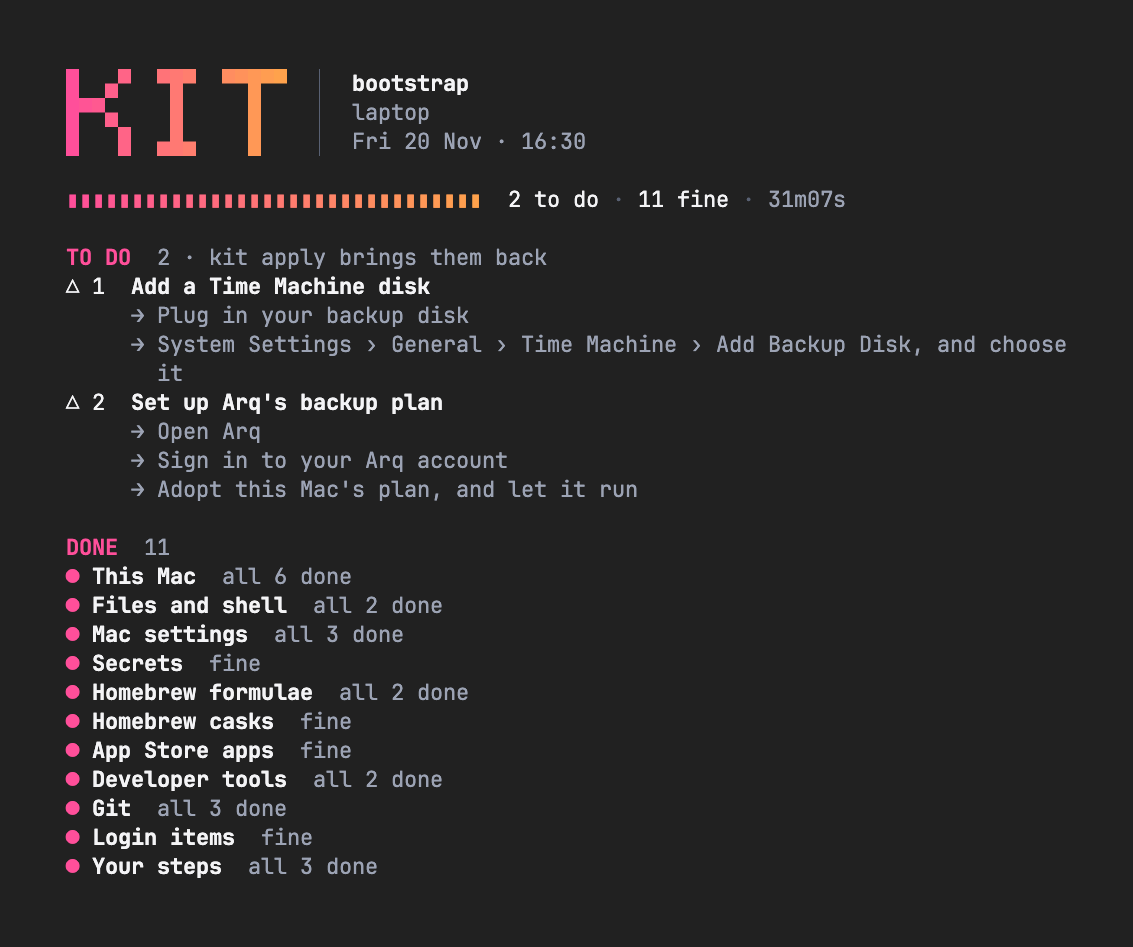 KIT
bootstrap
laptop
Fri 20 Nov · 16:30
2 to do · 11 fine · 31m07s
TO DO 2 · kit apply brings them back
△ 1 Add a Time Machine disk
→ Plug in your backup disk
→ System Settings › General › Time Machine › Add Backup Disk, and choose
it
△ 2 Set up Arq's backup plan
→ Open Arq
→ Sign in to your Arq account
→ Adopt this Mac's plan, and let it run
DONE 11
● This Mac all 6 done
● Files and shell all 2 done
● Mac settings all 3 done
● Secrets fine
● Homebrew formulae all 2 done
● Homebrew casks fine
● App Store apps fine
● Developer tools all 2 done
● Git all 3 done
● Login items fine
● Your steps all 3 done